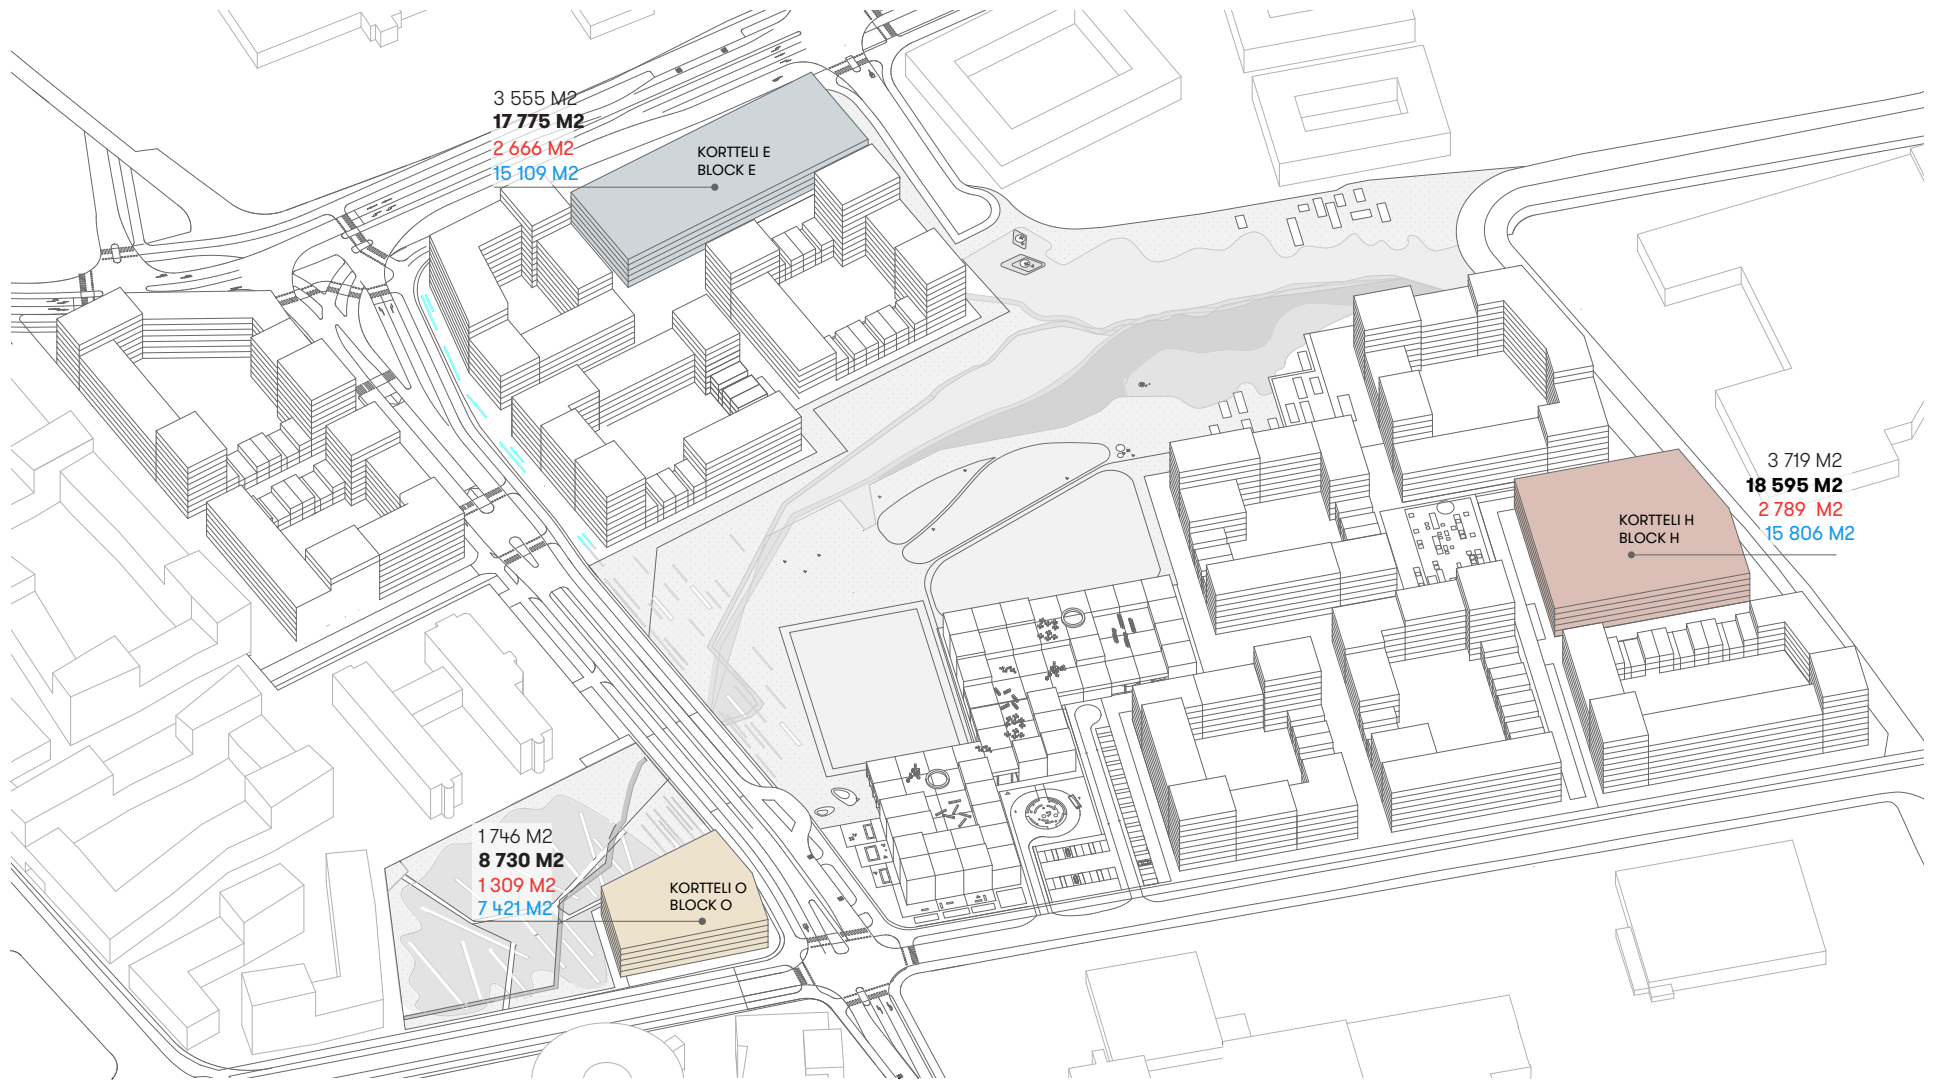 3 555 M2
17 775 M2
2 666 M2
15 109 M2
KORTTELI E
BLOCK E
3 719 M2
18 595 M2
2 789 M2
15 806 M2
KORTTELI H
BLOCK H
1 746 M2
8 730 M2
1 309 M2
7 421 M2
KORTTELI O
BLOCK O